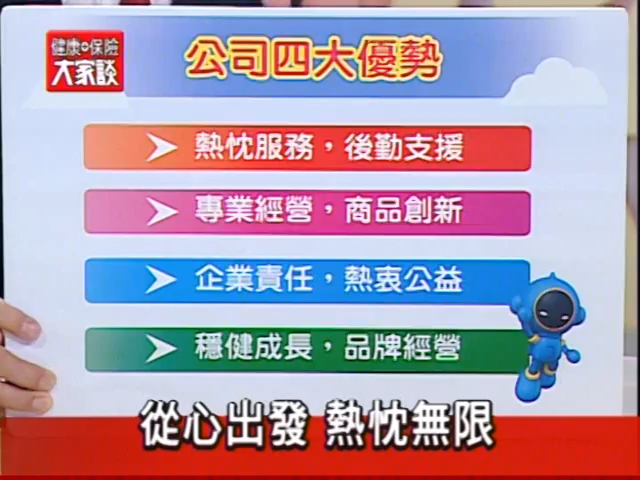 健康e保險
大家談
公司四大優勢
熱忱服務，後勤支援
專業經營，商品創新
企業責任，熱衷公益
穩健成長，品牌經營
從心出發 熱忱無限